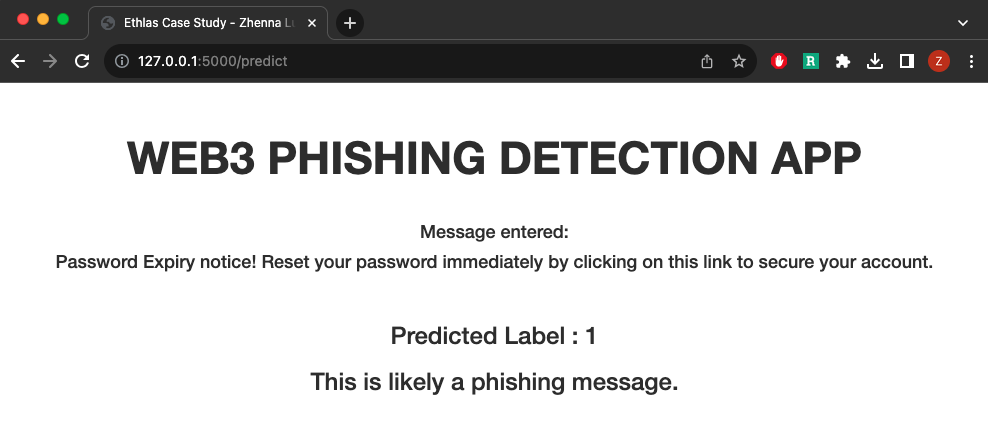 Ethlas Case Study - Zhenna Lu
127.0.0.1:5000/predict
R
Z
WEB3 PHISHING DETECTION APP
Message entered:
Password Expiry notice! Reset your password immediately by clicking on this link to secure your account.
Predicted Label : 1
This is likely a phishing message.